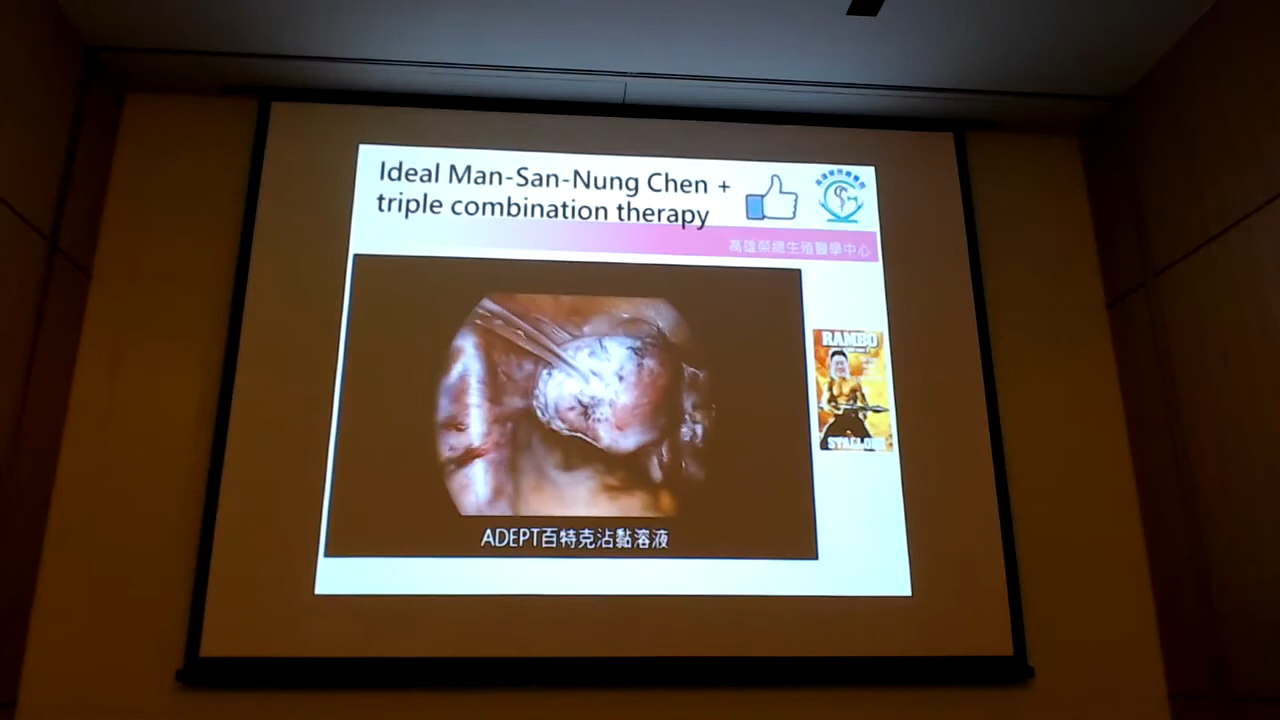 Ideal Man-San-Nung Chen +
triple combination therapy
高雄榮總生殖醫學中心
RAMBO
STALLONE
ADEPT百特克沾黏溶液